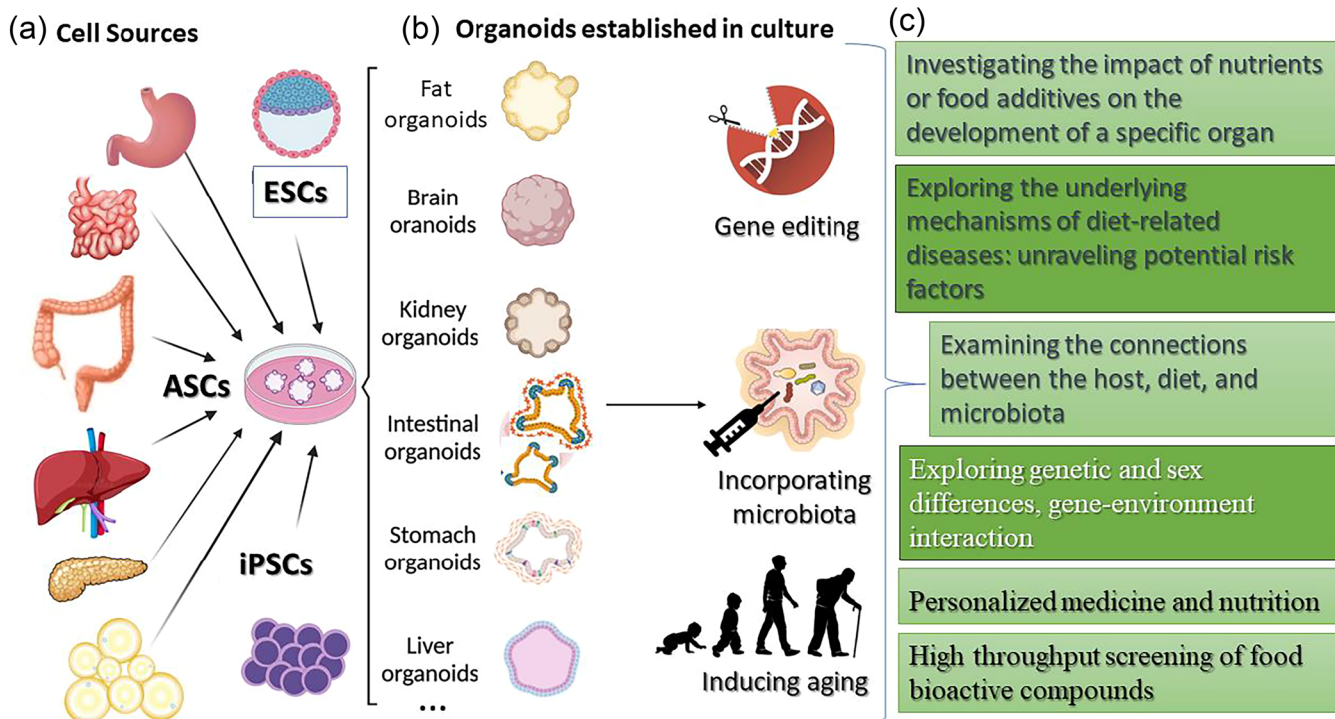 (a) Cell Sources
ESCs
ASCs
iPSCs
(b) Organoids established in culture
Fat
organoids
Brain
oranoids
Kidney
organoids
Intestinal
organoids
Stomach
organoids
Liver
organoids
...
Gene editing
Incorporating
microbiota
Inducing aging
(c)
Investigating the impact of nutrients
or food additives on the
development of a specific organ
Exploring the underlying
mechanisms of diet-related
diseases: unraveling potential risk
factors
Examining the connections
between the host, diet, and
microbiota
Exploring genetic and sex
differences, gene-environment
interaction
Personalized medicine and nutrition
High throughput screening of food
bioactive compounds